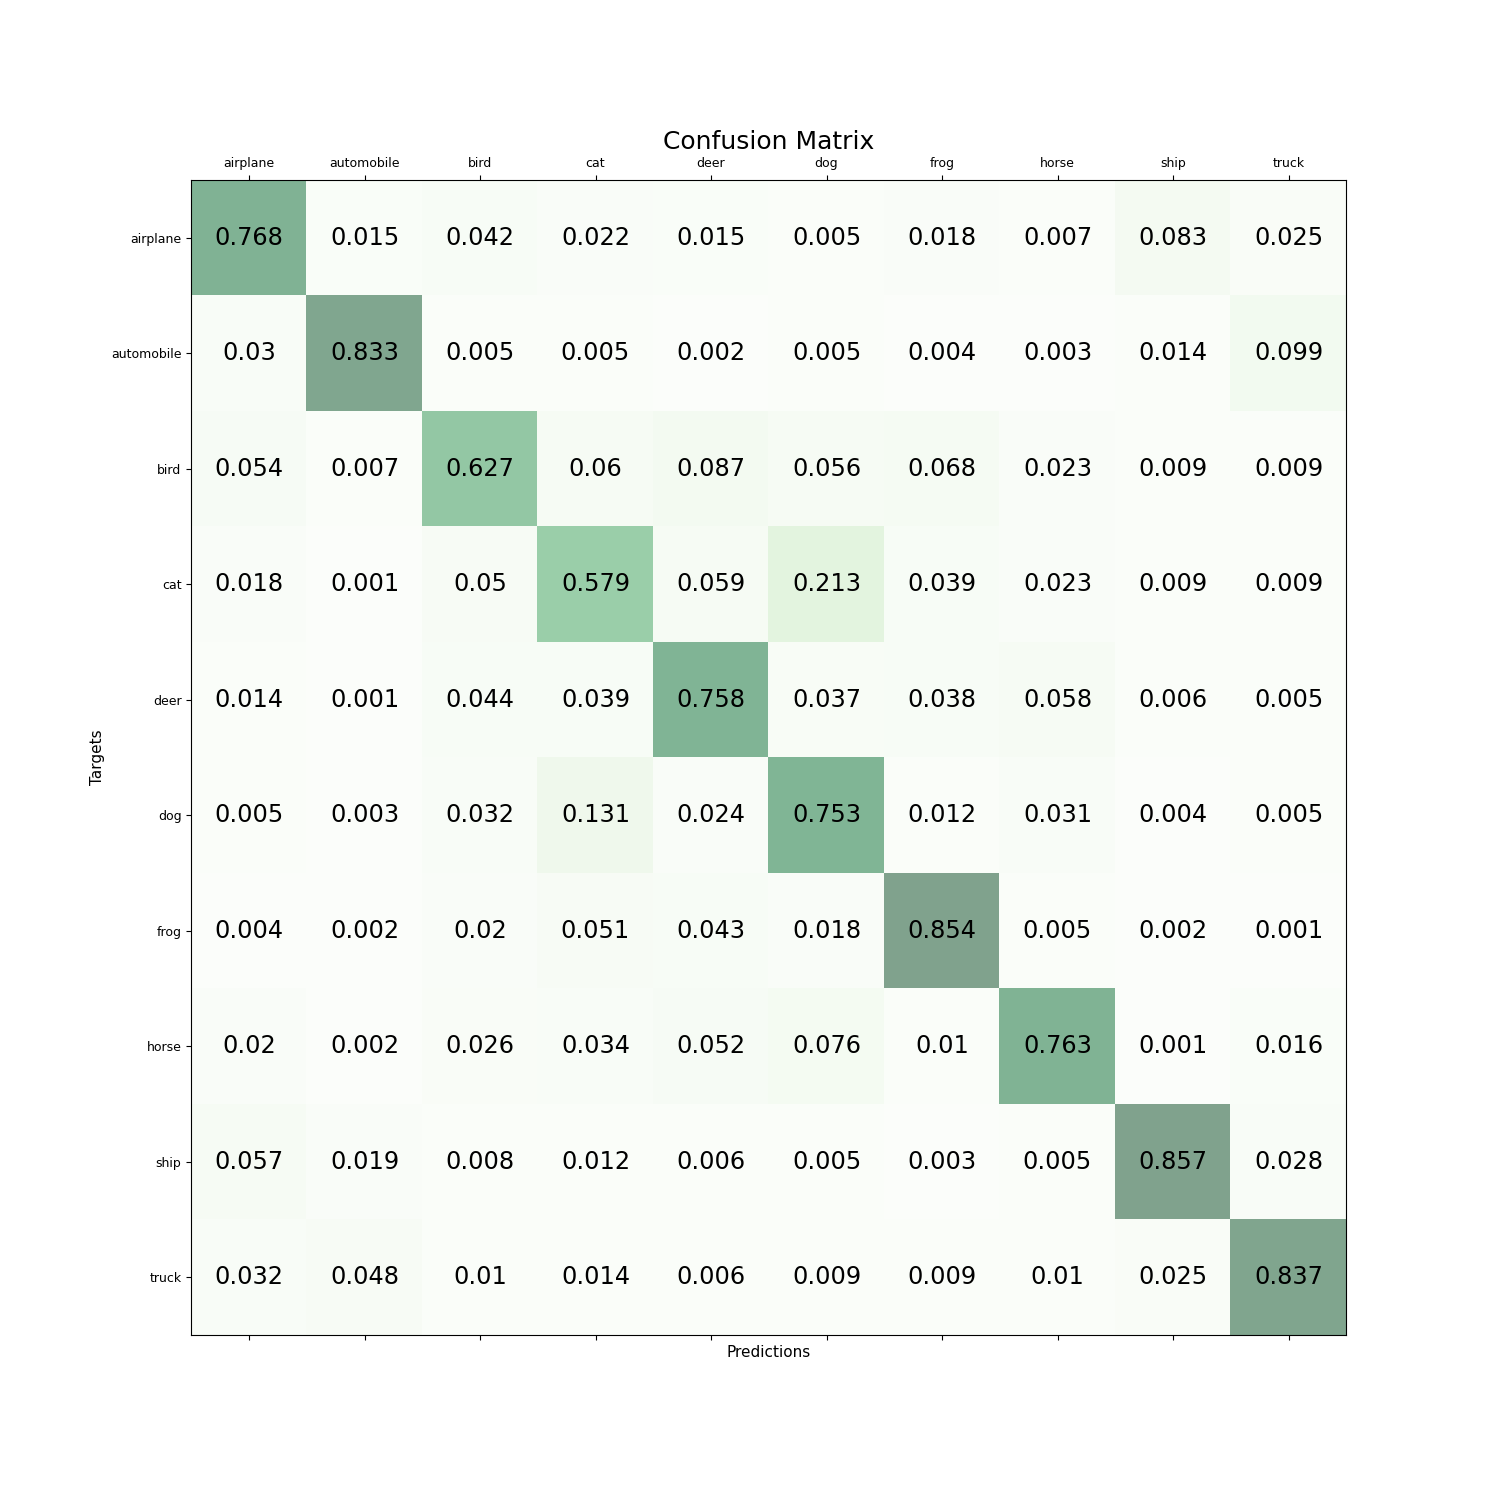 Confusion Matrix
airplane automobile bird cat deer dog frog horse ship truck
airplane 0.768 0.015 0.042 0.022 0.015 0.005 0.018 0.007 0.083 0.025
automobile 0.03 0.833 0.005 0.005 0.002 0.005 0.004 0.003 0.014 0.099
bird 0.054 0.007 0.627 0.06 0.087 0.056 0.068 0.023 0.009 0.009
cat 0.018 0.001 0.05 0.579 0.059 0.213 0.039 0.023 0.009 0.009
deer 0.014 0.001 0.044 0.039 0.758 0.037 0.038 0.058 0.006 0.005
Targets
dog 0.005 0.003 0.032 0.131 0.024 0.753 0.012 0.031 0.004 0.005
frog 0.004 0.002 0.02 0.051 0.043 0.018 0.854 0.005 0.002 0.001
horse 0.02 0.002 0.026 0.034 0.052 0.076 0.01 0.763 0.001 0.016
ship 0.057 0.019 0.008 0.012 0.006 0.005 0.003 0.005 0.857 0.028
truck 0.032 0.048 0.01 0.014 0.006 0.009 0.009 0.01 0.025 0.837
Predictions